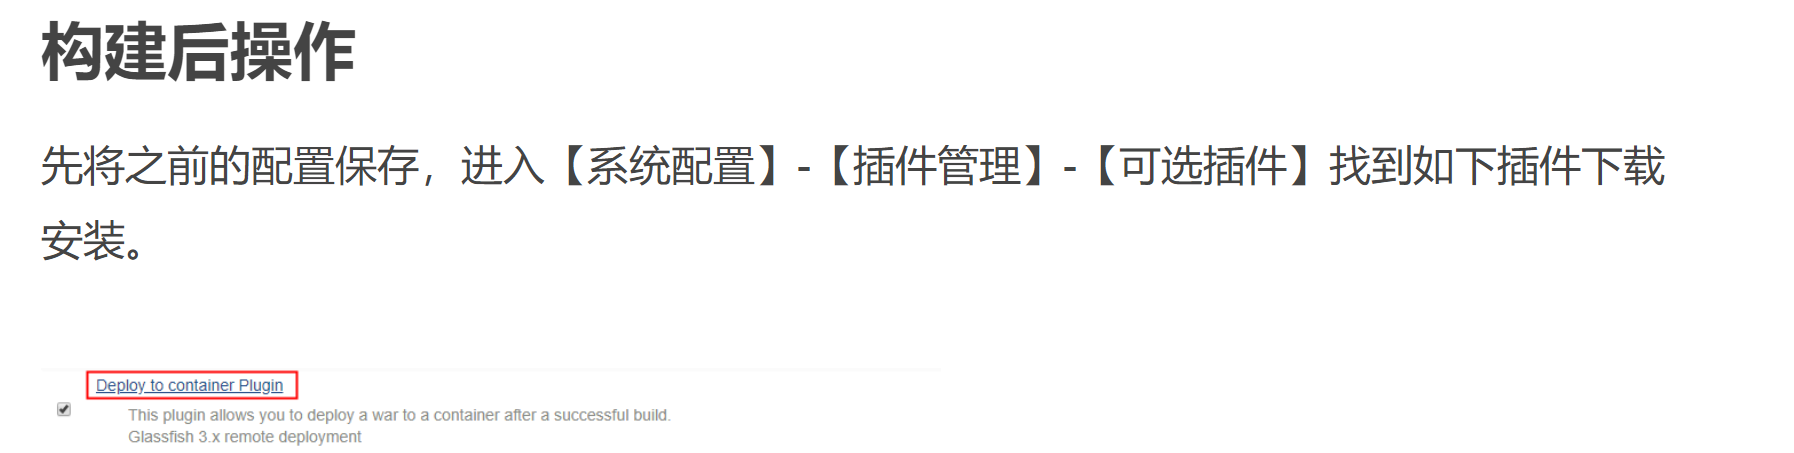 构建后操作
先将之前的配置保存，进入【系统配置】-【插件管理】-【可选插件】找到如下插件下载
安装。
Deploy to container Plugin
This plugin allows you to deploy a war to a container after a successful build.
Glassfish 3.x remote deployment